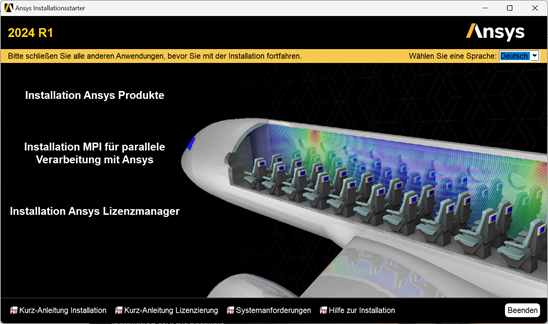 Ansys Installationsstarter
2024 R1
Ansys
Bitte schließen Sie alle anderen Anwendungen, bevor Sie mit der Installation fortfahren.
Wählen Sie eine Sprache: Deutsch
Installation Ansys Produkte
Installation MPI für parallele
Verarbeitung mit Ansys
Installation Ansys Lizenzmanager
Kurz-Anleitung Installation
Kurz-Anleitung Lizenzierung
Systemanforderungen
Hilfe zur Installation
Beenden